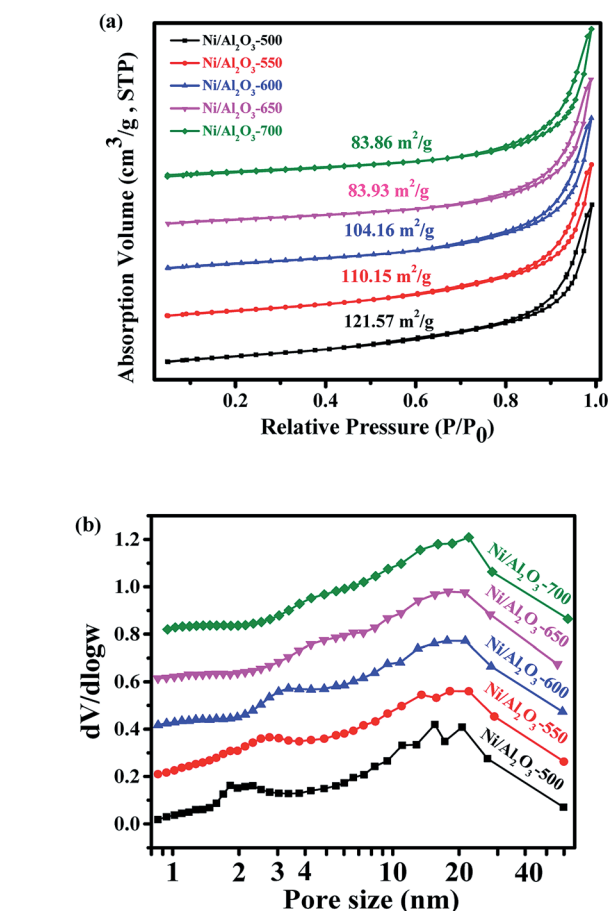 (a)
Ni/Al₂O₃-500
Ni/Al₂O₃-550
Ni/Al₂O₃-600
Ni/Al₂O₃-650
Ni/Al₂O₃-700
83.86 m²/g
83.93 m²/g
104.16 m²/g
110.15 m²/g
121.57 m²/g
Absorption Volume (cm³/g , STP)
0.2 0.4 0.6 0.8 1.0
Relative Pressure (P/P₀)
(b)
1.2
1.0
0.8
0.6
0.4
0.2
0.0
dV/dlogw
Ni/Al₂O₃-700
Ni/Al₂O₃-650
Ni/Al₂O₃-600
Ni/Al₂O₃-550
Ni/Al₂O₃-500
1 2 3 4 10 20 40
Pore size (nm)